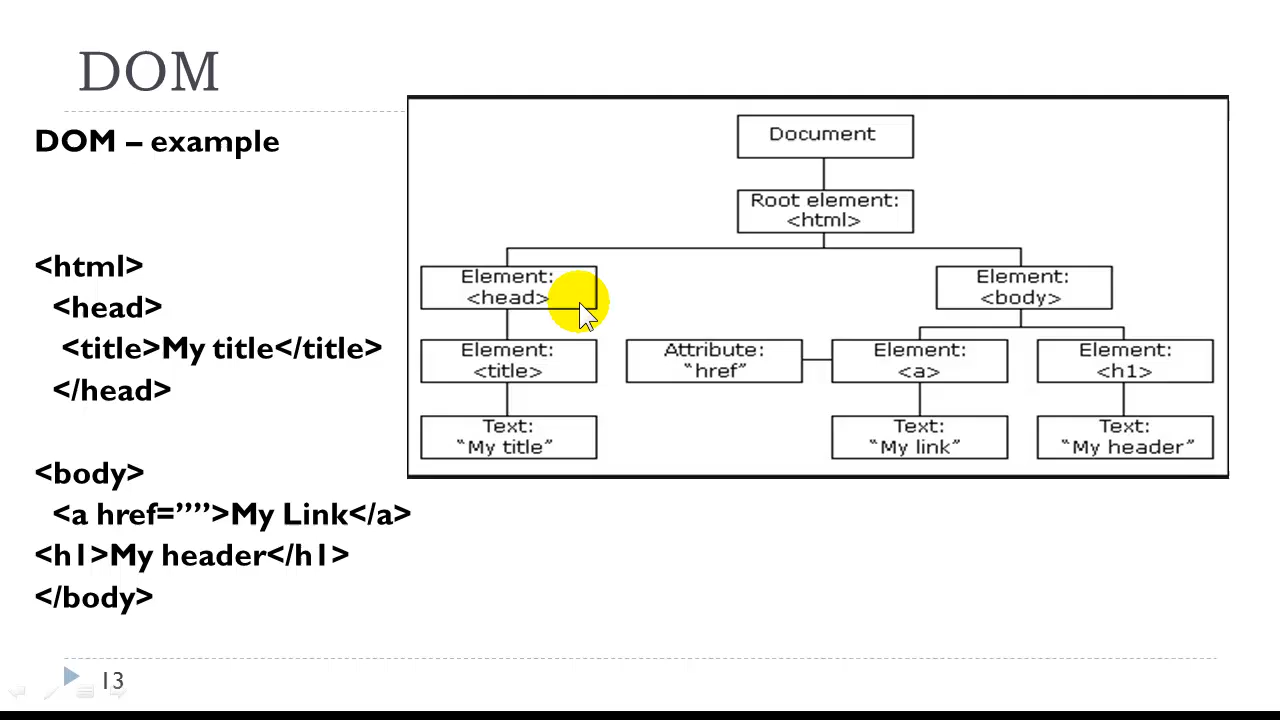 DOM
DOM – example
<html>
<head>
<title>My title</title>
</head>
<body>
<a href=””>My Link</a>
<h1>My header</h1>
</body>
Document
Root element:
<html>
Element:
<head>
Element:
<body>
Element:
<title>
Attribute:
“href”
Element:
<a>
Element:
<h1>
Text:
“My title”
Text:
“My link”
Text:
“My header”
13